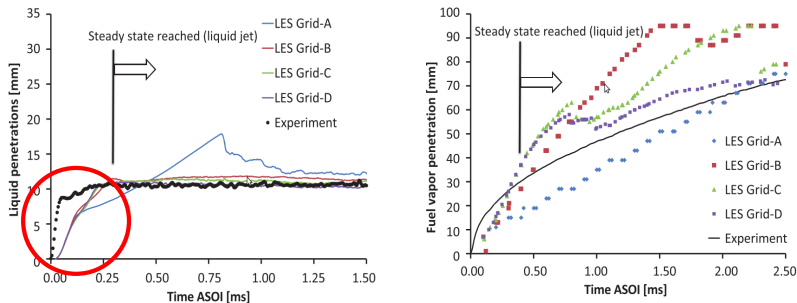 35
30
25
20
15
10
5
0
Liquid penetrations [mm]
Steady state reached (liquid jet)
LES Grid-A
LES Grid-B
LES Grid-C
LES Grid-D
Experiment
0.00 0.25 0.50 0.75 1.00 1.25 1.50
Time ASOI [ms]
100
90
80
70
60
50
40
30
20
10
0
Fuel vapor penetration [mm]
Steady state reached (liquid jet)
LES Grid-A
LES Grid-B
LES Grid-C
LES Grid-D
Experiment
0.00 0.50 1.00 1.50 2.00 2.50
Time ASOI [ms]